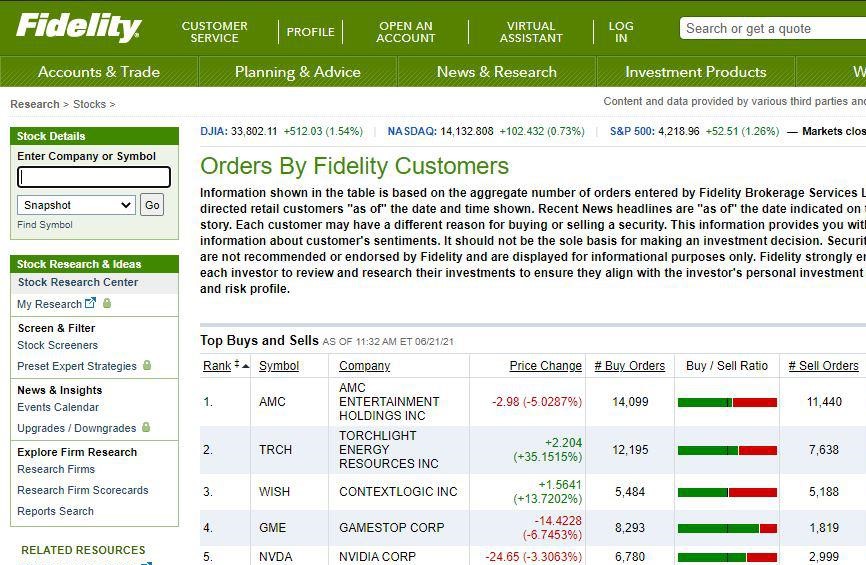 Fidelity
CUSTOMER SERVICE
PROFILE
OPEN AN ACCOUNT
VIRTUAL ASSISTANT
LOG IN
Search or get a quote
Accounts & Trade
Planning & Advice
News & Research
Investment Products
W
Research > Stocks >
Content and data provided by various third parties and
Stock Details
Enter Company or Symbol
Snapshot
Go
Find Symbol
Stock Research & Ideas
Stock Research Center
My Research
Screen & Filter
Stock Screeners
Preset Expert Strategies
News & Insights
Events Calendar
Upgrades / Downgrades
Explore Firm Research
Research Firms
Research Firm Scorecards
Reports Search
RELATED RESOURCES
DJIA: 33,802.11 +512.03 (1.54%) | NASDAQ: 14,132.808 +102.432 (0.73%) | S&P 500: 4,218.96 +52.51 (1.26%) — Markets clos
Orders By Fidelity Customers
Information shown in the table is based on the aggregate number of orders entered by Fidelity Brokerage Services L
directed retail customers "as of" the date and time shown. Recent News headlines are "as of" the date indicated on
story. Each customer may have a different reason for buying or selling a security. This information provides you wit
information about customer's sentiments. It should not be the sole basis for making an investment decision. Securi
are not recommended or endorsed by Fidelity and are displayed for informational purposes only. Fidelity strongly e
each investor to review and research their investments to ensure they align with the investor's personal investment
and risk profile.
Top Buys and Sells AS OF 11:32 AM ET 06/21/21
Rank ‡ Symbol Company Price Change # Buy Orders Buy / Sell Ratio # Sell Orders
1. AMC AMC ENTERTAINMENT HOLDINGS INC -2.98 (-5.0287%) 14,099 11,440
2. TRCH TORCHLIGHT ENERGY RESOURCES INC +2.204 (+35.1515%) 12,195 7,638
3. WISH CONTEXTLOGIC INC +1.5641 (+13.7202%) 5,484 5,188
4. GME GAMESTOP CORP -14.4228 (-6.7453%) 8,293 1,819
5. NVDA NVIDIA CORP -24.65 (-3.3063%) 6,780 2,999